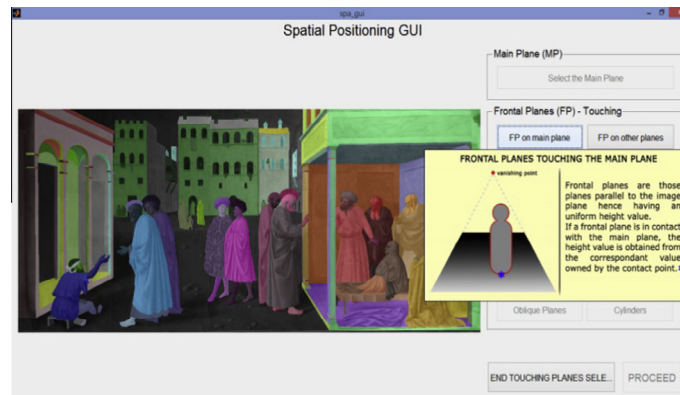 spa_gui
Spatial Positioning GUI
Main Plane (MP)
Select the Main Plane
Frontal Planes (FP) - Touching
FP on main plane
FP on other planes
FRONTAL PLANES TOUCHING THE MAIN PLANE
vanishing point
Frontal planes are those
planes parallel to the image
plane hence having an
uniform height value.
If a frontal plane is in contact
with the main plane, the
height value is obtained from
the correspondant value
owned by the contact point.
Oblique Planes
Cylinders
END TOUCHING PLANES SELE...
PROCEED